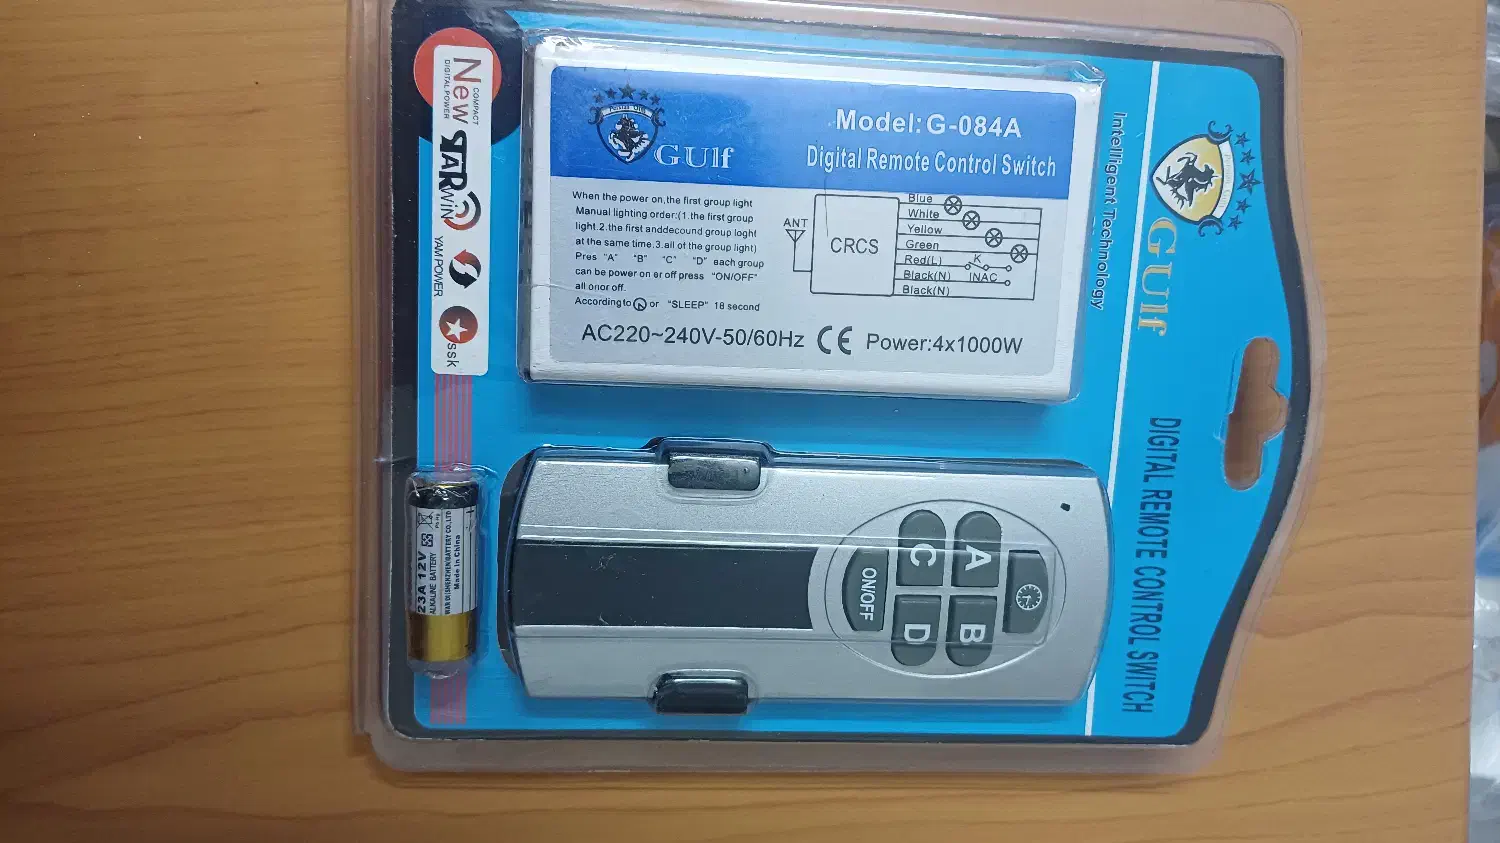 New
COMPACT
DIGITAL POWER
STARWIN
YAM POWER
ssk
GUlf
Model: G-084A
Digital Remote Control Switch
When the power on,the first group light
Manual lighting order:(1.the first group
light.2.the first anddecound group loght
at the same time.3.all of the group light)
Pres "A" "B" "C" "D" each group
can be power on er off press "ON/OFF"
all onor off.
According to or "SLEEP" 18 second
ANT
CRCS
Blue
White
Yellow
Green
Red(L)
K
Black(N)
INAC
Black(N)
AC220~240V-50/60Hz CE Power:4x1000W
Intelligent Technology
GUlf
DIGITAL REMOTE CONTROL SWITCH
A
B
C
D
ON/OFF
23A 12V
ALKALINE BATTERY
Made in China